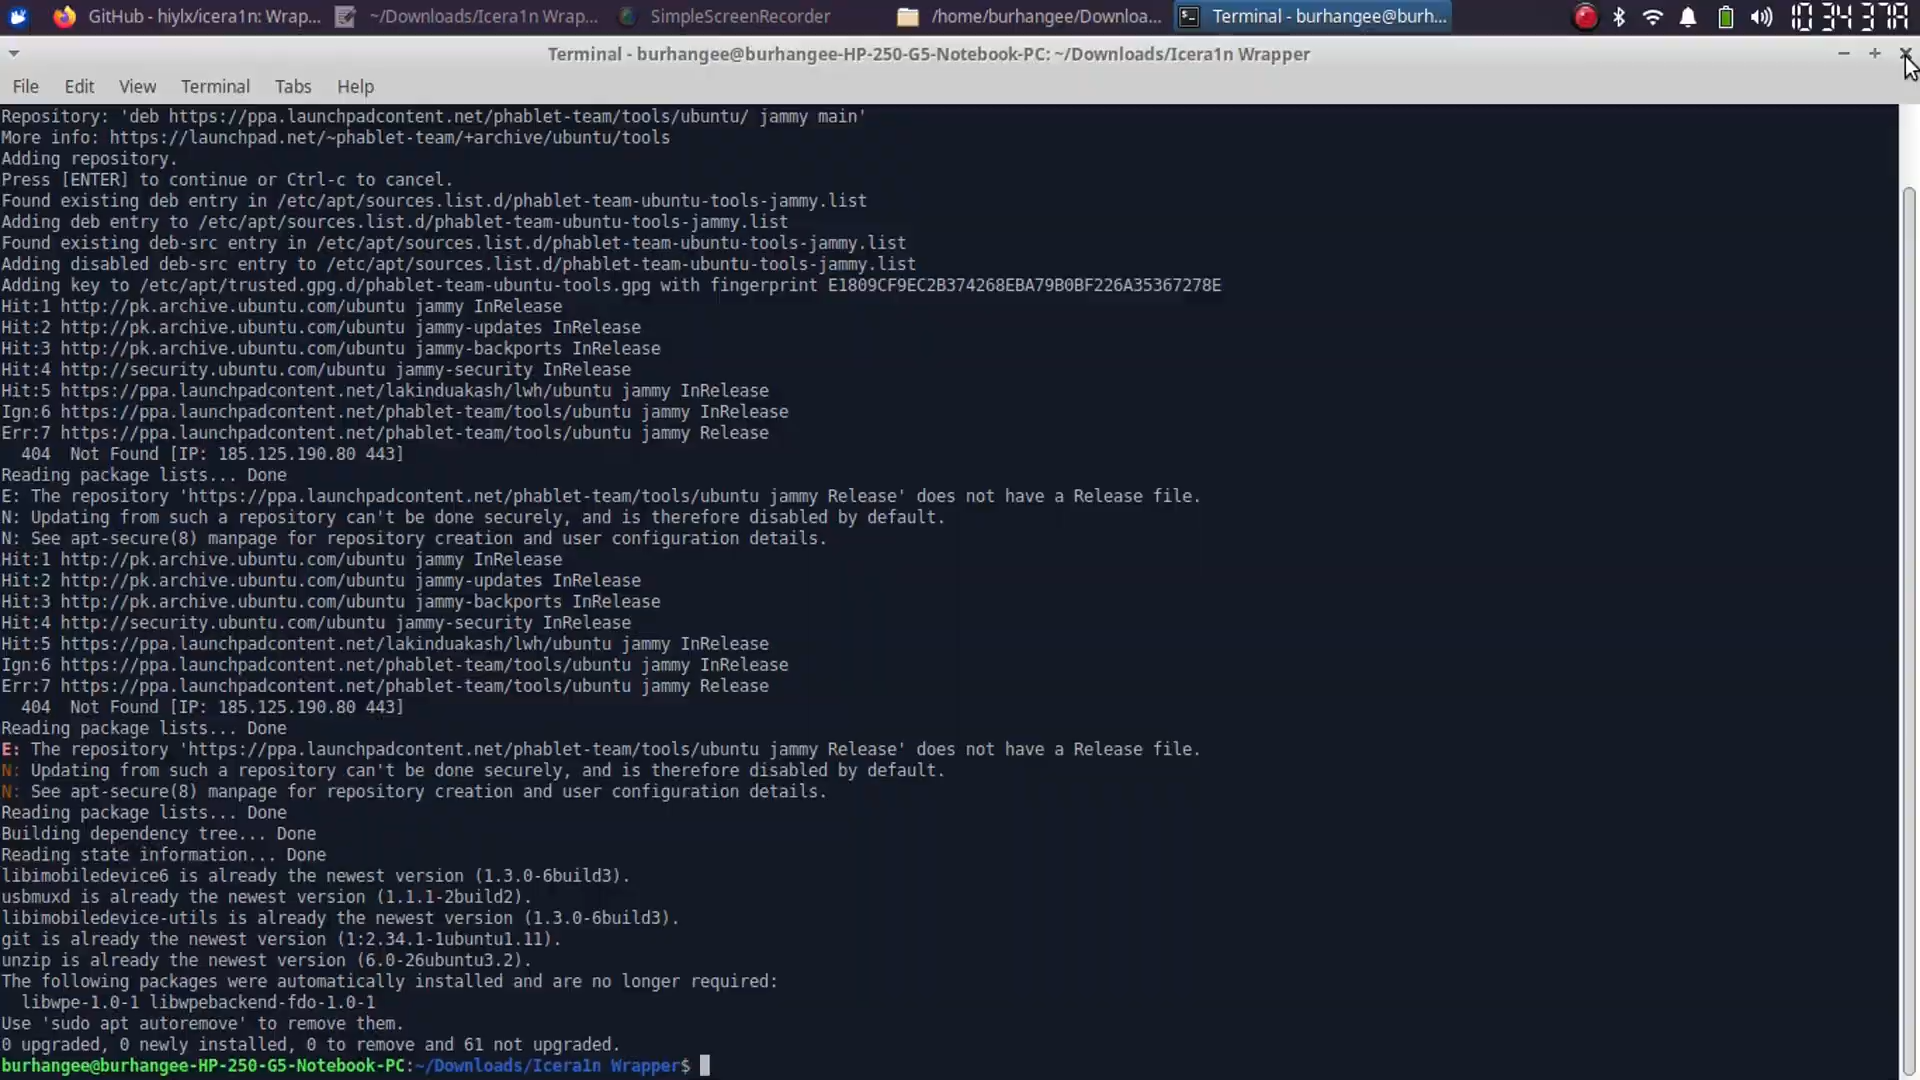 GitHub - hiylx/icera1n: Wrap...
~/Downloads/Icera1n Wrap...
SimpleScreenRecorder
/home/burhangee/Downloa...
Terminal - burhangee@burh...
10 34 37A
Terminal - burhangee@burhangee-HP-250-G5-Notebook-PC: ~/Downloads/Icera1n Wrapper
File Edit View Terminal Tabs Help
Repository: 'deb https://ppa.launchpadcontent.net/phablet-team/tools/ubuntu/ jammy main'
More info: https://launchpad.net/~phablet-team/+archive/ubuntu/tools
Adding repository.
Press [ENTER] to continue or Ctrl-c to cancel.
Found existing deb entry in /etc/apt/sources.list.d/phablet-team-ubuntu-tools-jammy.list
Adding deb entry to /etc/apt/sources.list.d/phablet-team-ubuntu-tools-jammy.list
Found existing deb-src entry in /etc/apt/sources.list.d/phablet-team-ubuntu-tools-jammy.list
Adding disabled deb-src entry to /etc/apt/sources.list.d/phablet-team-ubuntu-tools-jammy.list
Adding key to /etc/apt/trusted.gpg.d/phablet-team-ubuntu-tools.gpg with fingerprint E1809CF9EC2B374268EBA79B0BF226A35367278E
Hit:1 http://pk.archive.ubuntu.com/ubuntu jammy InRelease
Hit:2 http://pk.archive.ubuntu.com/ubuntu jammy-updates InRelease
Hit:3 http://pk.archive.ubuntu.com/ubuntu jammy-backports InRelease
Hit:4 http://security.ubuntu.com/ubuntu jammy-security InRelease
Hit:5 https://ppa.launchpadcontent.net/lakinduakash/lwh/ubuntu jammy InRelease
Ign:6 https://ppa.launchpadcontent.net/phablet-team/tools/ubuntu jammy InRelease
Err:7 https://ppa.launchpadcontent.net/phablet-team/tools/ubuntu jammy Release
404  Not Found [IP: 185.125.190.80 443]
Reading package lists... Done
E: The repository 'https://ppa.launchpadcontent.net/phablet-team/tools/ubuntu jammy Release' does not have a Release file.
N: Updating from such a repository can't be done securely, and is therefore disabled by default.
N: See apt-secure(8) manpage for repository creation and user configuration details.
Hit:1 http://pk.archive.ubuntu.com/ubuntu jammy InRelease
Hit:2 http://pk.archive.ubuntu.com/ubuntu jammy-updates InRelease
Hit:3 http://pk.archive.ubuntu.com/ubuntu jammy-backports InRelease
Hit:4 http://security.ubuntu.com/ubuntu jammy-security InRelease
Hit:5 https://ppa.launchpadcontent.net/lakinduakash/lwh/ubuntu jammy InRelease
Ign:6 https://ppa.launchpadcontent.net/phablet-team/tools/ubuntu jammy InRelease
Err:7 https://ppa.launchpadcontent.net/phablet-team/tools/ubuntu jammy Release
404  Not Found [IP: 185.125.190.80 443]
Reading package lists... Done
E: The repository 'https://ppa.launchpadcontent.net/phablet-team/tools/ubuntu jammy Release' does not have a Release file.
N: Updating from such a repository can't be done securely, and is therefore disabled by default.
N: See apt-secure(8) manpage for repository creation and user configuration details.
Reading package lists... Done
Building dependency tree... Done
Reading state information... Done
libimobiledevice6 is already the newest version (1.3.0-6build3).
usbmuxd is already the newest version (1.1.1-2build2).
libimobiledevice-utils is already the newest version (1.3.0-6build3).
git is already the newest version (1:2.34.1-1ubuntu1.11).
unzip is already the newest version (6.0-26ubuntu3.2).
The following packages were automatically installed and are no longer required:
libwpe-1.0-1 libwpebackend-fdo-1.0-1
Use 'sudo apt autoremove' to remove them.
0 upgraded, 0 newly installed, 0 to remove and 61 not upgraded.
burhangee@burhangee-HP-250-G5-Notebook-PC:~/Downloads/Icera1n Wrapper$